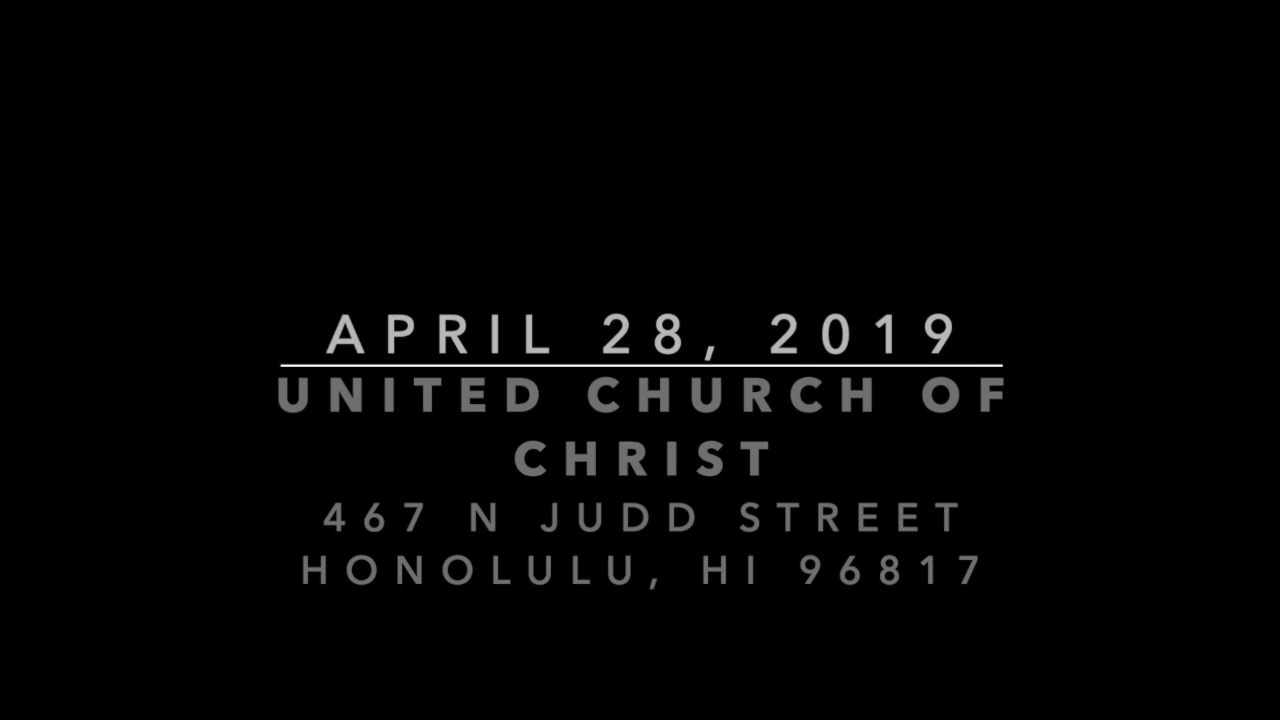 APRIL 28, 2019
UNITED CHURCH OF
CHRIST
467 N JUDD STREET
HONOLULU, HI 96817